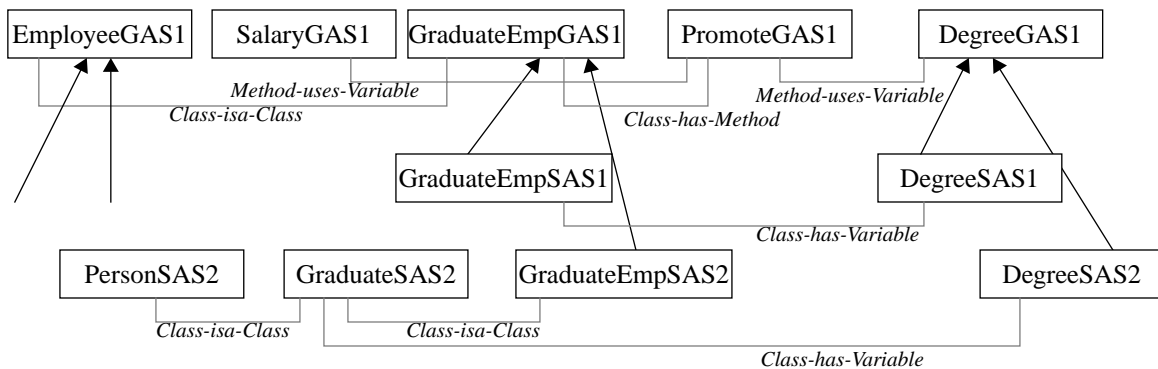 EmployeeGAS1 SalaryGAS1 GraduateEmpGAS1 PromoteGAS1 DegreeGAS1
Method-uses-Variable Method-uses-Variable
Class-isa-Class Class-has-Method
GraduateEmpSAS1 DegreeSAS1
Class-has-Variable
PersonSAS2 GraduateSAS2 GraduateEmpSAS2 DegreeSAS2
Class-isa-Class Class-isa-Class
Class-has-Variable